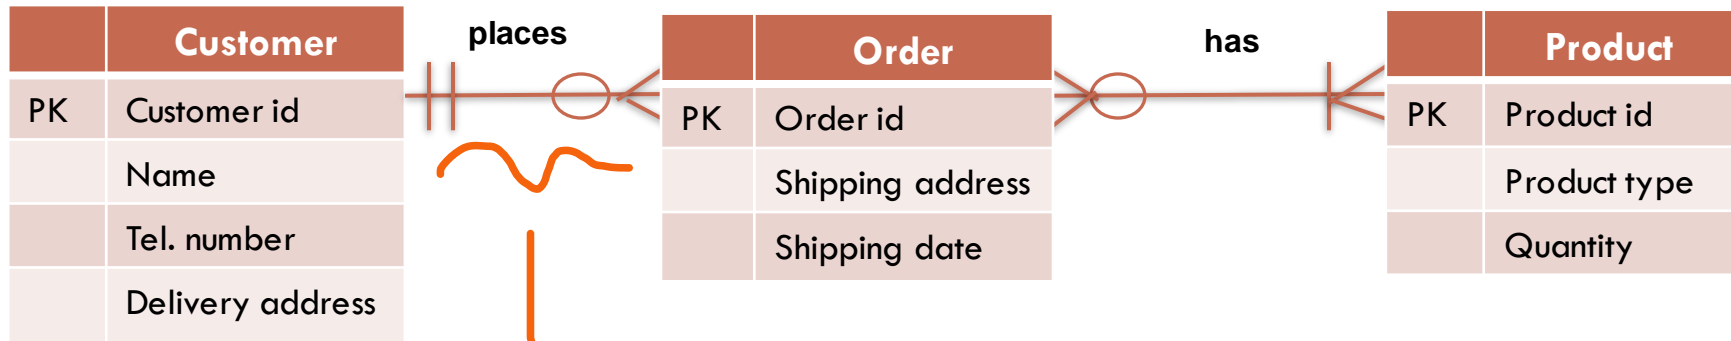 Customer
PK Customer id
Name
Tel. number
Delivery address
places
Order
PK Order id
Shipping address
Shipping date
has
Product
PK Product id
Product type
Quantity